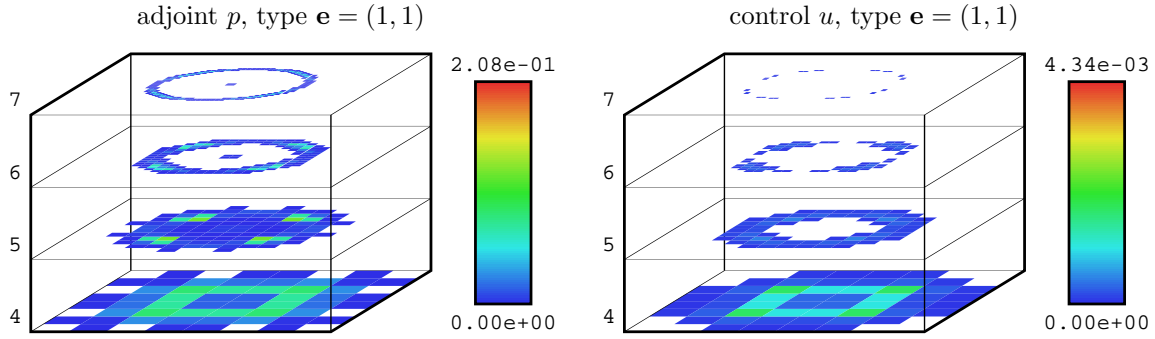 adjoint p, type e = (1, 1)
2.08e-01
7
6
5
4
0.00e+00
control u, type e = (1, 1)
4.34e-03
7
6
5
4
0.00e+00